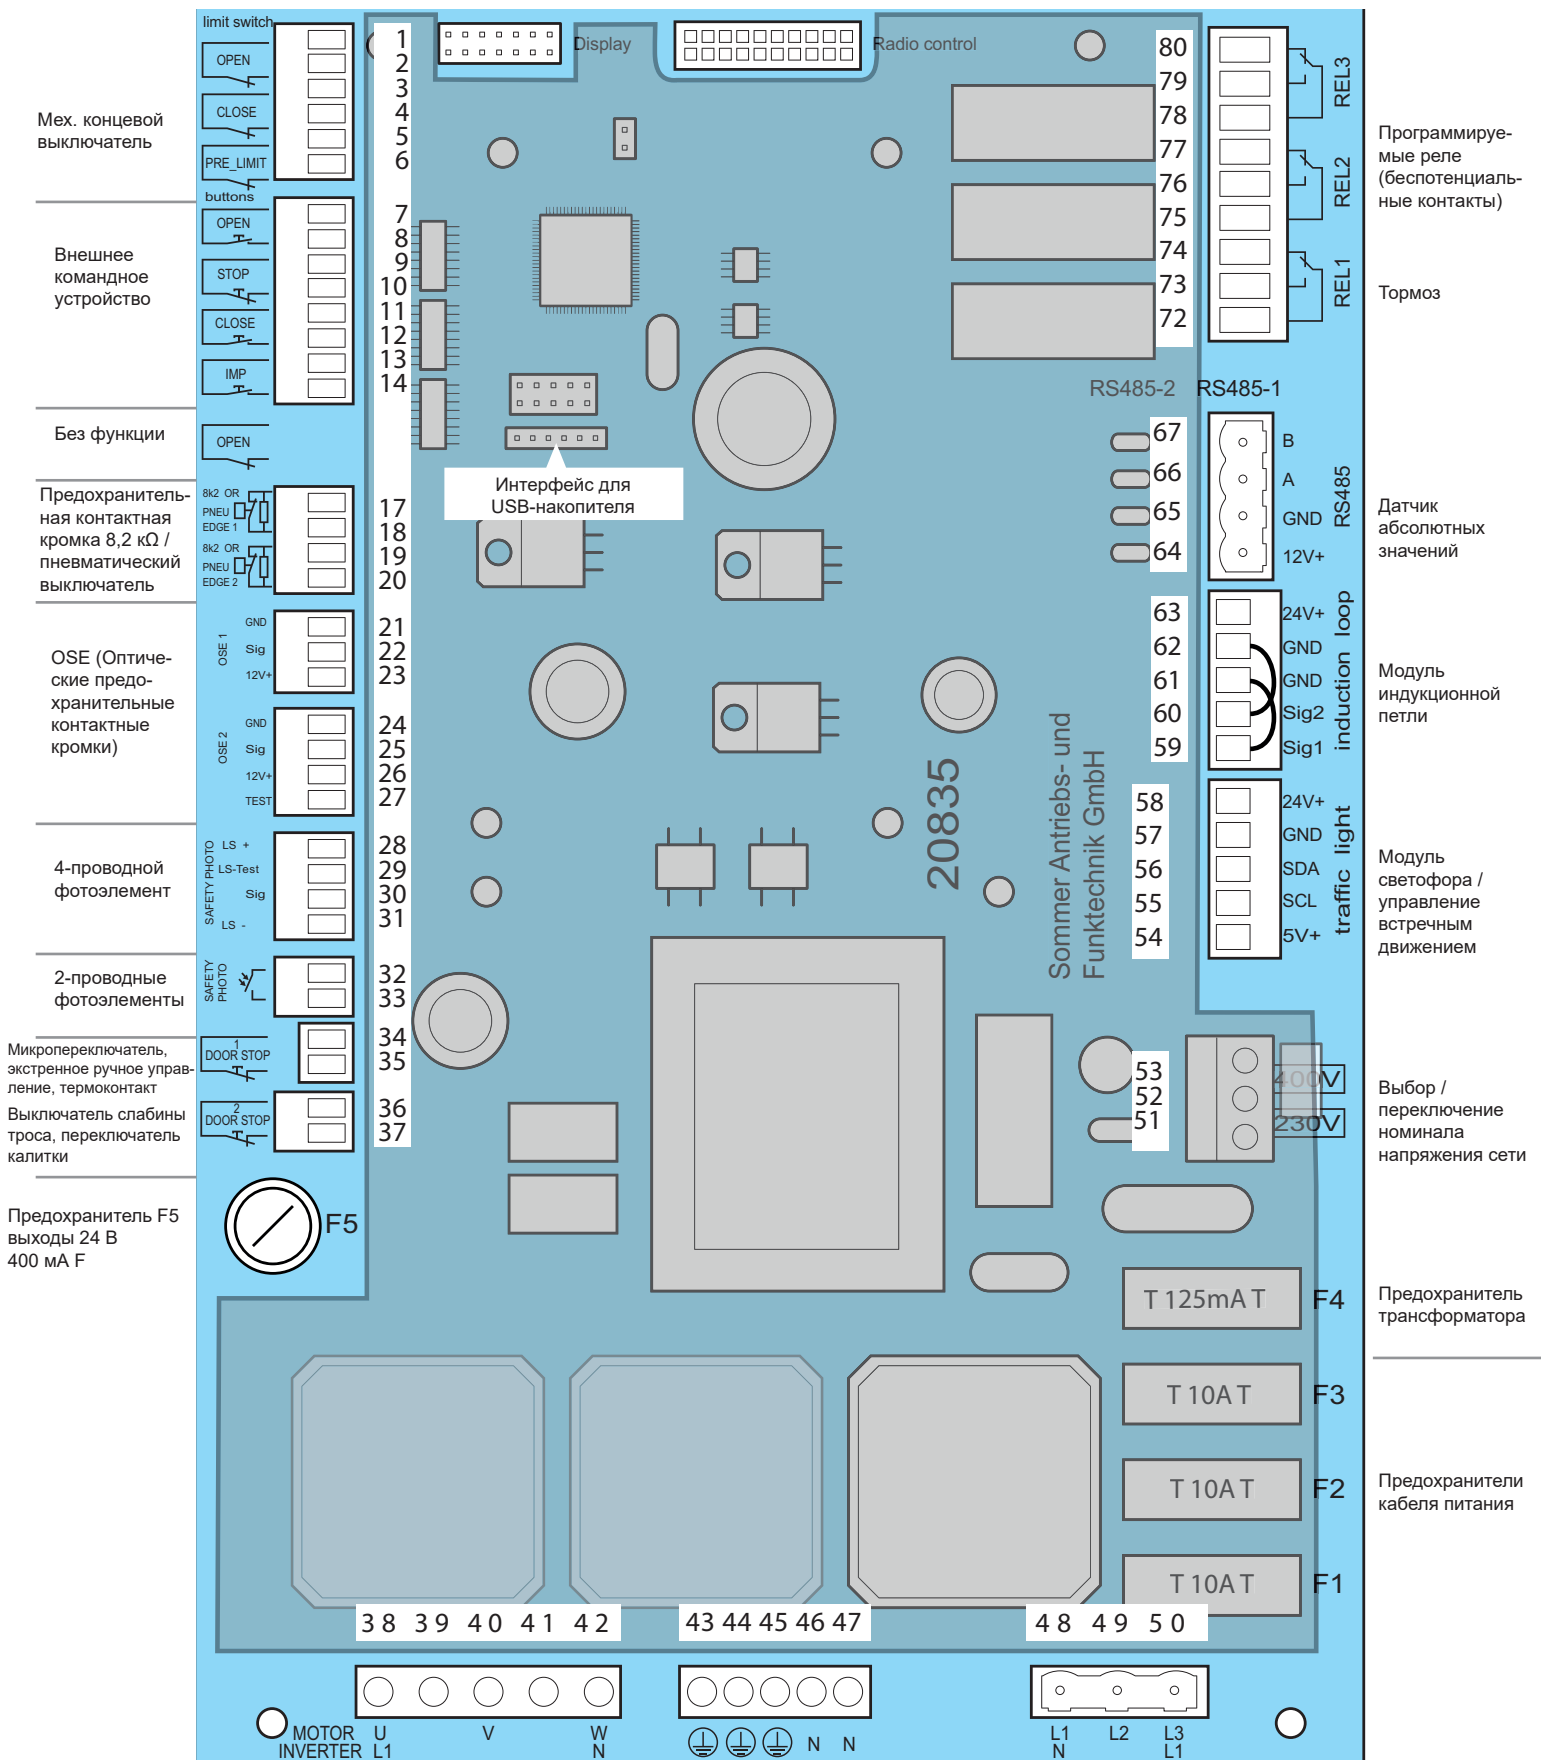 limit switch
OPEN
CLOSE
PRE_LIMIT
buttons
OPEN
STOP
CLOSE
IMP
OPEN
8k2 OR
PNEU
EDGE 1
8k2 OR
PNEU
EDGE 2
OSE 1
GND
Sig
12V+
OSE 2
GND
Sig
12V+
TEST
SAFETY PHOTO
LS +
LS-Test
Sig
LS -
SAFETY
PHOTO
1
DOOR STOP
2
DOOR STOP
F5
Мех. концевой
выключатель
Внешнее
командное
устройство
Без функции
Предохранитель-
ная контактная
кромка 8,2 кΩ /
пневматический
выключатель
OSE (Оптиче-
ские предо-
хранительные
контактные
кромки)
4-проводной
фотоэлемент
2-проводные
фотоэлементы
Микропереключатель,
экстренное ручное управ-
ление, термоконтакт
Выключатель слабины
троса, переключатель
калитки
Предохранитель F5
выходы 24 В
400 мА F
1
2
3
4
5
6
7
8
9
10
11
12
13
14
17
18
19
20
21
22
23
24
25
26
27
28
29
30
31
32
33
34
35
36
37
Display
Radio control
Интерфейс для
USB-накопителя
20835
Sommer Antriebs- und
Funktechnik GmbH
80
79
78
77
76
75
74
73
72
REL3
REL2
REL1
RS485-2 RS485-1
67
66
65
64
B
A
GND
12V+
RS485
63
62
61
60
59
24V+
GND
GND
Sig2
Sig1
induction loop
58
57
56
55
54
24V+
GND
SDA
SCL
5V+
traffic light
53
52
51
400V
230V
T 125mA T F4
T 10A T F3
T 10A T F2
T 10A T F1
Программируе-
мые реле
(беспотенциаль-
ные контакты)
Тормоз
Датчик
абсолютных
значений
Модуль
индукционной
петли
Модуль
светофора /
управление
встречным
движением
Выбор /
переключение
номинала
напряжения сети
Предохранитель
трансформатора
Предохранители
кабеля питания
38 39 40 41 42
43 44 45 46 47
48 49 50
MOTOR U V W
INVERTER L1 N
N N
L1 L2 L3
N L1